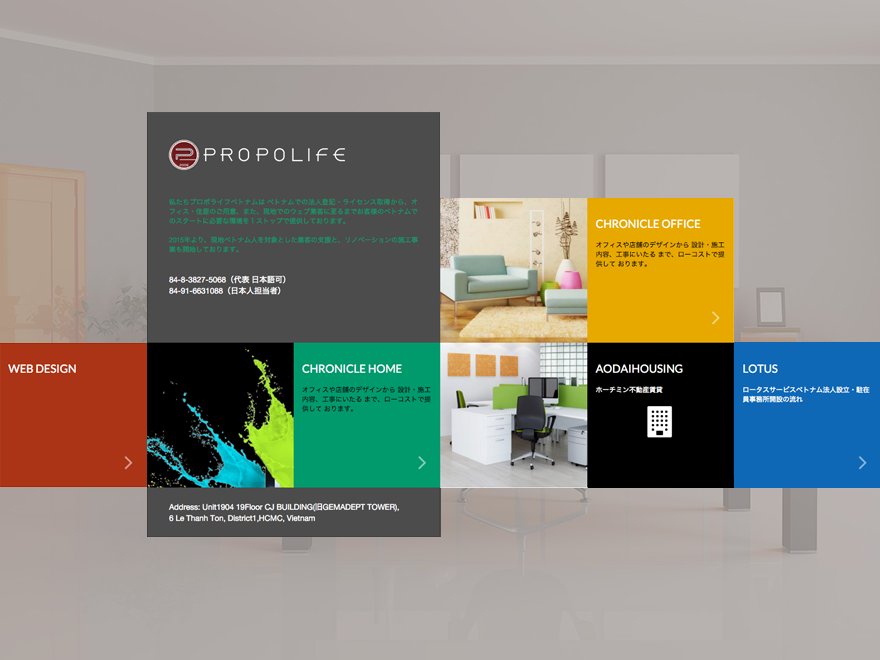 PROPOLIFE
私たちプロポライフベトナムは ベトナムでの法人登記・ライセンス取得から、オ
フィス・住居のご用意、また、現地でのウェブ集客に至るまでお客様のベトナムで
のスタートに必要な環境を1ストップで提供しております。
2015年より、現地ベトナム人を対象とした集客の支援と、リノベーションの施工事
業も開始しております。
84-8-3827-5068（代表 日本語可）
84-91-6631088（日本人担当者）
CHRONICLE OFFICE
オフィスや店舗のデザインから 設計・施工
内容、工事にいたる まで、ローコストで提
供して おります。
WEB DESIGN
CHRONICLE HOME
オフィスや店舗のデザインから 設計・施工
内容、工事にいたる まで、ローコストで提
供して おります。
AODAIHOUSING
ホーチミン不動産賃貸
LOTUS
ロータスサービスベトナム法人設立・駐在
員事務所開設の流れ
Address: Unit1904 19Floor CJ BUILDING(旧GEMADEPT TOWER),
6 Le Thanh Ton, District1,HCMC, Vietnam